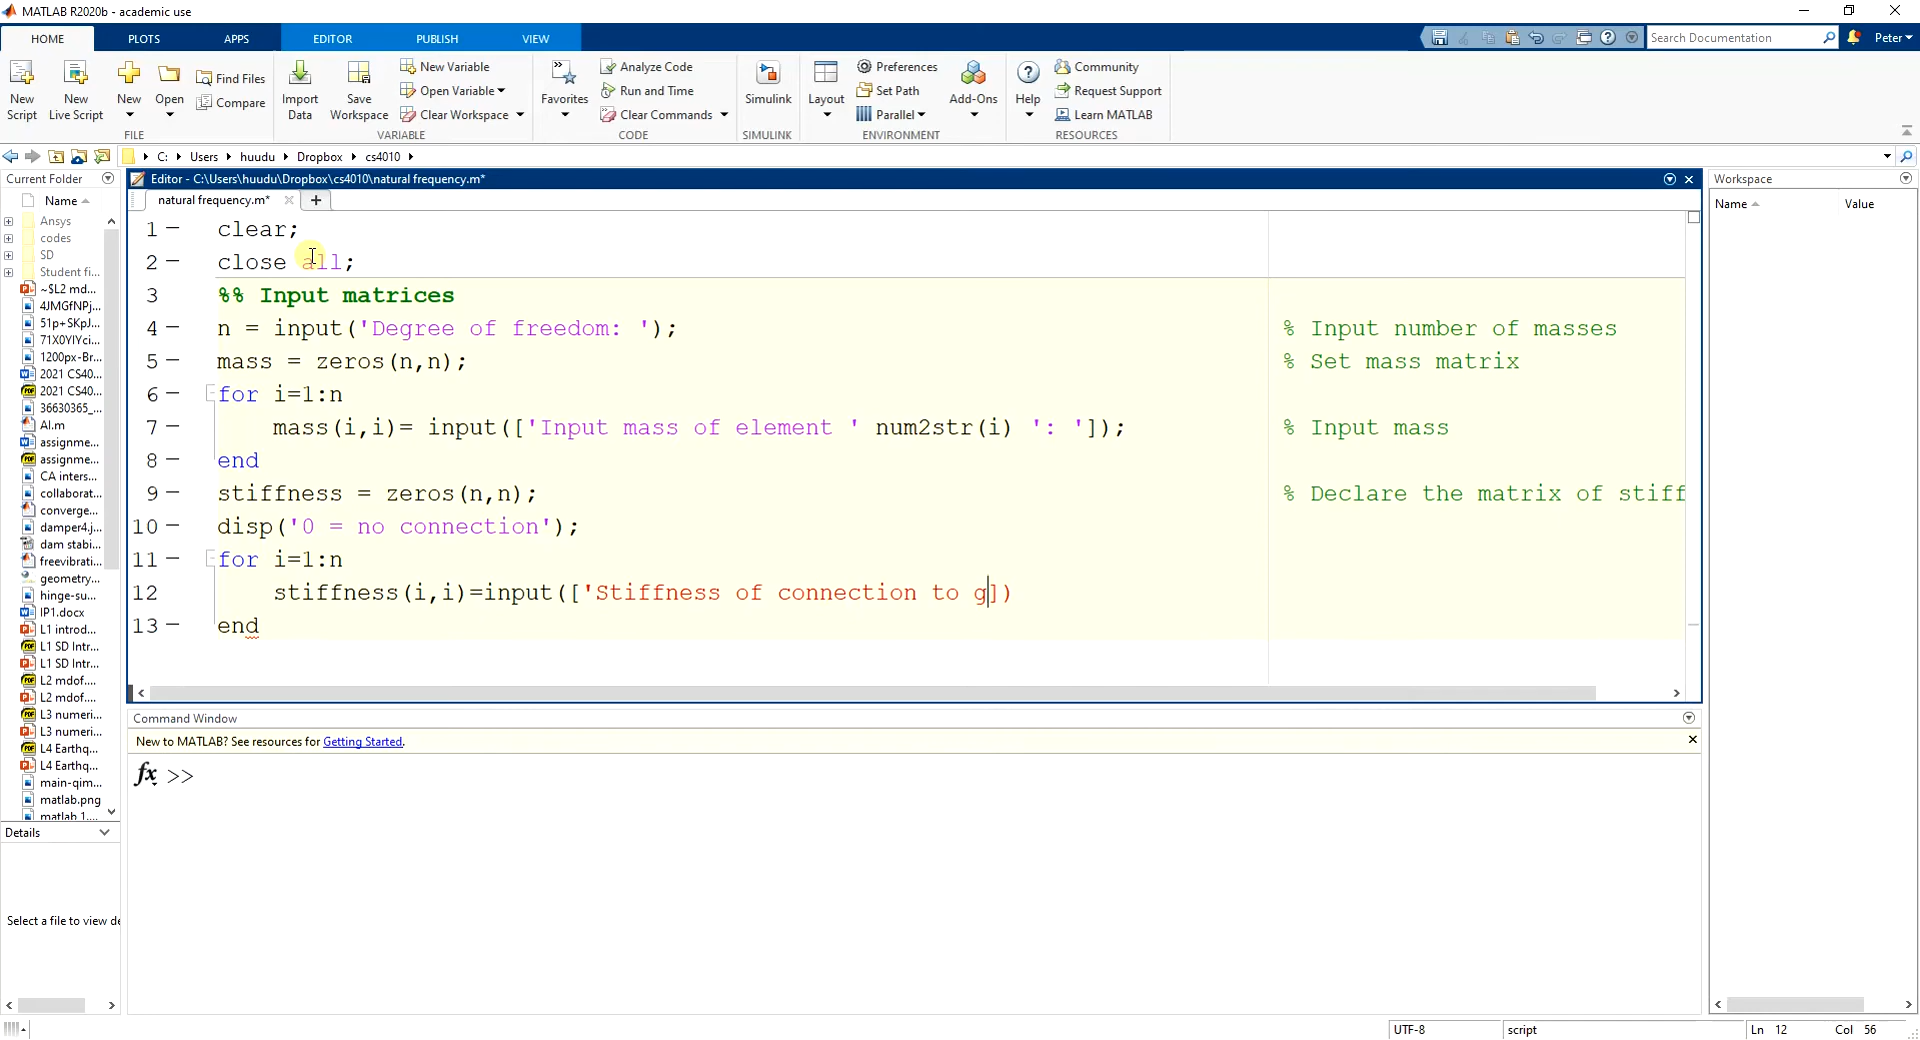 MATLAB R2020b - academic use
HOME PLOTS APPS EDITOR PUBLISH VIEW
Search Documentation
Peter
New Script
New Live Script
New
Open
Find Files
Compare
FILE
Import Data
Save Workspace
New Variable
Open Variable
Clear Workspace
VARIABLE
Favorites
Analyze Code
Run and Time
Clear Commands
CODE
Simulink
SIMULINK
Layout
Preferences
Set Path
Parallel
ENVIRONMENT
Add-Ons
Help
Community
Request Support
Learn MATLAB
RESOURCES
C: Users huudu Dropbox cs4010
Current Folder
Name
Ansys
codes
SD
Student fi...
~$L2 md...
4JMGfNPj...
51p+SKpJ...
71X0YlYci...
1200px-Br...
2021 CS40...
2021 CS40...
36630365_...
AI.m
assignme...
assignme...
CA inters...
collaborat...
converge...
damper4.j...
dam stabi...
freevibrati...
geometry...
hinge-su...
IP1.docx
L1 introd...
L1 SD Intr...
L1 SD Intr...
L2 mdof....
L2 mdof....
L3 numeri...
L3 numeri...
L4 Earthq...
L4 Earthq...
main-qim...
matlab.png
matlab 1....
Details
Select a file to view de
Editor - C:\Users\huudu\Dropbox\cs4010\natural frequency.m*
natural frequency.m*
1 clear;
2 close all;
3 %% Input matrices
4 n = input('Degree of freedom: '); % Input number of masses
5 mass = zeros(n,n); % Set mass matrix
6 for i=1:n
7 mass(i,i)= input(['Input mass of element ' num2str(i) ': ']); % Input mass
8 end
9 stiffness = zeros(n,n); % Declare the matrix of stiff
10 disp('0 = no connection');
11 for i=1:n
12 stiffness(i,i)=input(['Stiffness of connection to g])
13 end
Command Window
New to MATLAB? See resources for Getting Started.
fx >>
Workspace
Name Value
UTF-8 script Ln 12 Col 56